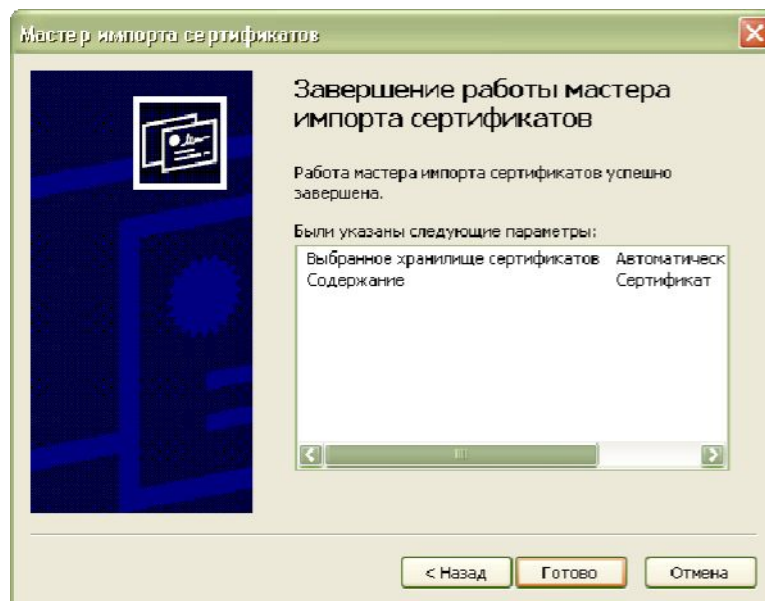 Мастер импорта сертификатов
Завершение работы мастера
импорта сертификатов
Работа мастера импорта сертификатов успешно
завершена.
Были указаны следующие параметры:
Выбранное хранилище сертификатов Автоматическ
Содержание Сертификат
< Назад Готово Отмена